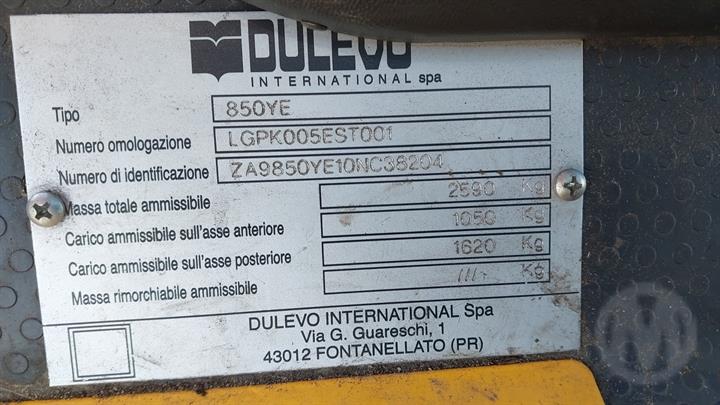 DULEVO
INTERNATIONAL spa
Tipo 850YE
Numero omologazione LGPK005EST001
Numero di identificazione ZA9850YE10NC38204
Massa totale ammissibile 2590 Kg
Carico ammissibile sull'asse anteriore 1050 Kg
Carico ammissibile sull'asse posteriore 1620 Kg
Massa rimorchiabile ammissibile /// Kg
DULEVO INTERNATIONAL Spa
Via G. Guareschi, 1
43012 FONTANELLATO (PR)